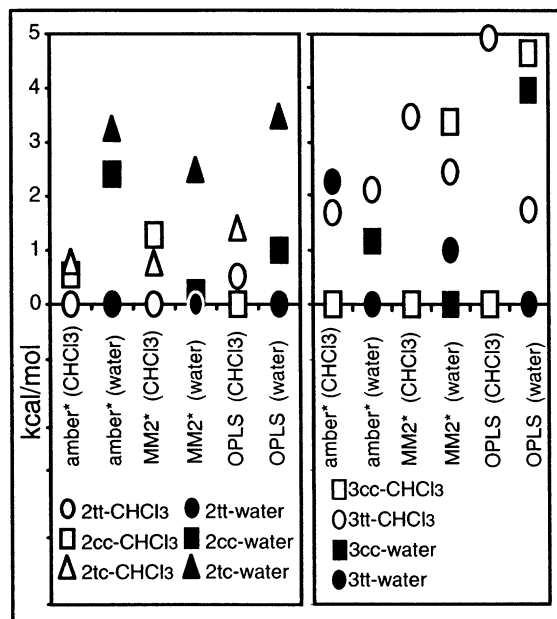 5
4
3
2
1
0
kcal/mol
amber* (CHCl3)
amber* (water)
MM2* (CHCl3)
MM2* (water)
OPLS (CHCl3)
OPLS (water)
amber* (CHCl3)
amber* (water)
MM2* (CHCl3)
MM2* (water)
OPLS (CHCl3)
OPLS (water)
2tt-CHCl3 2tt-water
2cc-CHCl3 2cc-water
2tc-CHCl3 2tc-water
3cc-CHCl3
3tt-CHCl3
3cc-water
3tt-water